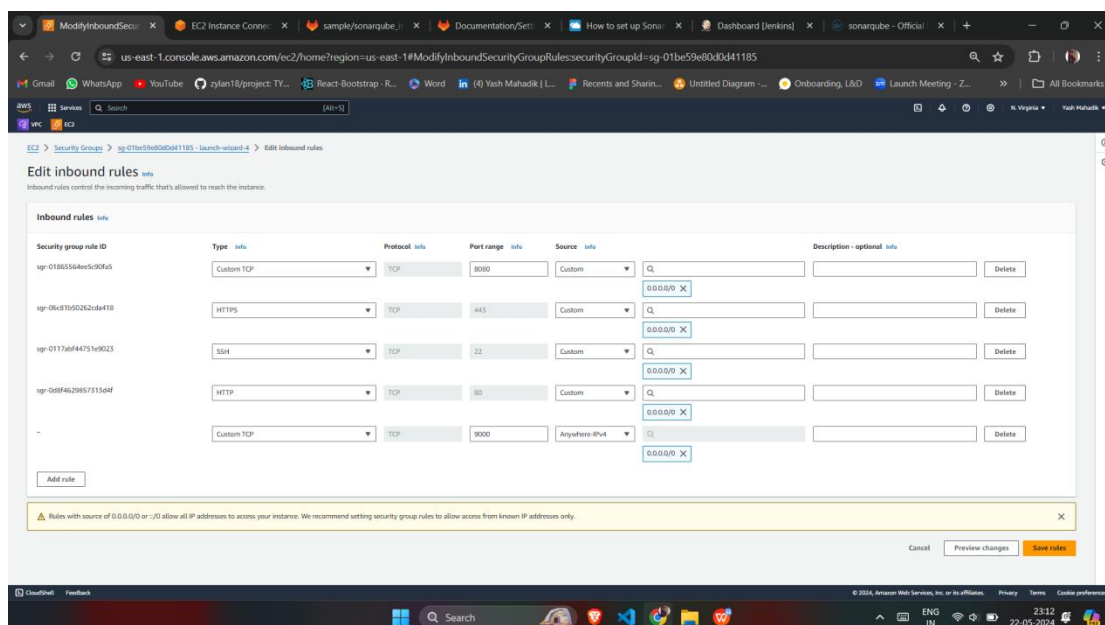 ModifyInboundSecur
EC2 Instance Connec
sample/sonarqube_i
Documentation/Sett
How to set up Sonar
Dashboard [Jenkins]
sonarqube - Official
us-east-1.console.aws.amazon.com/ec2/home?region=us-east-1#ModifyInboundSecurityGroupRules:securityGroupId=sg-01be59e80d0d41185
Gmail WhatsApp YouTube zylan18/project: TY... React-Bootstrap · R... Word (4) Yash Mahadik | L... Recents and Sharin... Untitled Diagram -... Onboarding, L&D Launch Meeting - Z... » All Bookmarks
aws Services Search [Alt+S] N. Virginia Yash Mahadik
VPC EC2
EC2 > Security Groups > sg-01be59e80d0d41185 - launch-wizard-4 > Edit inbound rules
Edit inbound rules Info
Inbound rules control the incoming traffic that's allowed to reach the instance.
Inbound rules Info
Security group rule ID Type Info Protocol Info Port range Info Source Info Description - optional Info
sgr-01865564ee5c90fa5 Custom TCP TCP 8080 Custom Delete
0.0.0.0/0
sgr-06c81b50262cda418 HTTPS TCP 443 Custom Delete
0.0.0.0/0
sgr-0117abf44751e9023 SSH TCP 22 Custom Delete
0.0.0.0/0
sgr-0d8f4629857313d4f HTTP TCP 80 Custom Delete
0.0.0.0/0
- Custom TCP TCP 9000 Anywhere-IPv4 Delete
0.0.0.0/0
Add rule
Rules with source of 0.0.0.0/0 or ::/0 allow all IP addresses to access your instance. We recommend setting security group rules to allow access from known IP addresses only.
Cancel Preview changes Save rules
CloudShell Feedback © 2024, Amazon Web Services, Inc. or its affiliates. Privacy Terms Cookie preferences
Search ENG 23:12
IN 22-05-2024